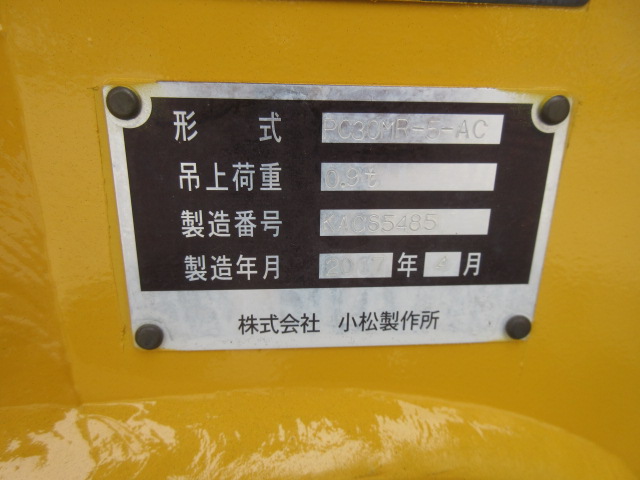 形 式 PC30MR-5-AC
吊上荷重 0.9t
製造番号
製造年月 年 4 月
株式会社 小松製作所